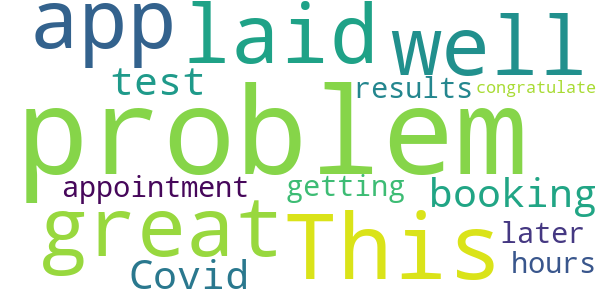 app laid well
test results congratulate
problem
appointment getting booking
great This later
Covid hours